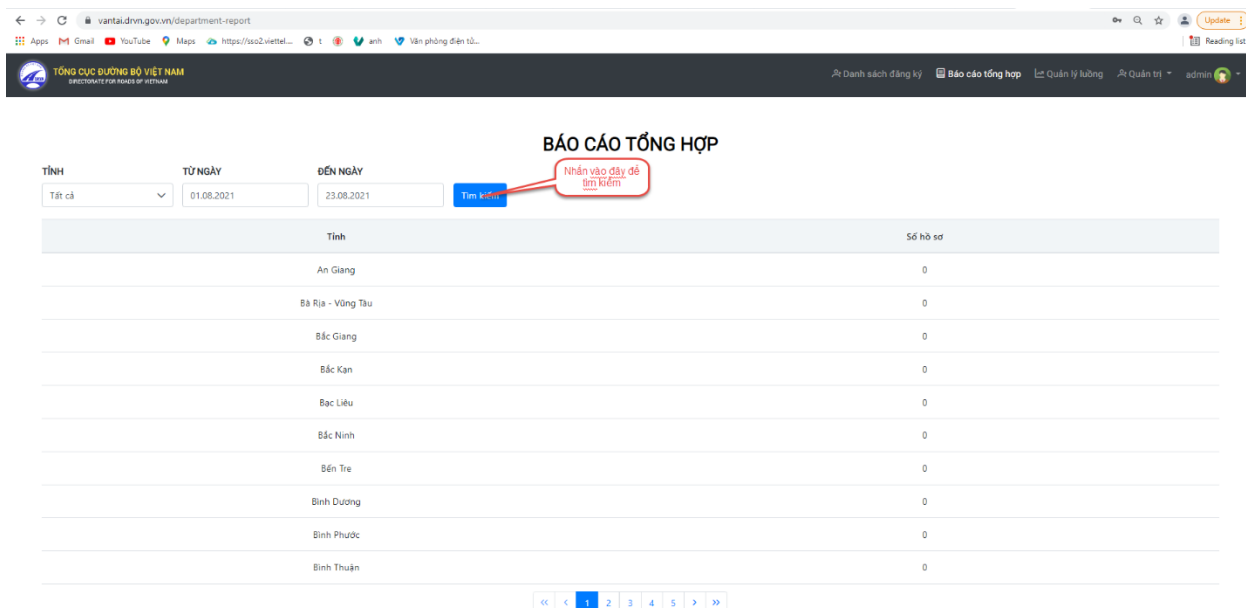 vantai.drvn.gov.vn/department-report
Update
Apps Gmail YouTube Maps https://sso2.viettel.... t anh Văn phòng điện tử...
Reading list
TỔNG CỤC ĐƯỜNG BỘ VIỆT NAM
DIRECTORATE FOR ROADS OF VIETNAM
Danh sách đăng ký Báo cáo tổng hợp Quản lý luồng Quản trị admin
BÁO CÁO TỔNG HỢP
TỈNH TỪ NGÀY ĐẾN NGÀY
Nhấn vào đây để
tìm kiếm
Tất cả 01.08.2021 23.08.2021 Tìm kiếm
Tỉnh Số hồ sơ
An Giang 0
Bà Rịa - Vũng Tàu 0
Bắc Giang 0
Bắc Kạn 0
Bạc Liêu 0
Bắc Ninh 0
Bến Tre 0
Bình Dương 0
Bình Phước 0
Bình Thuận 0
« ‹ 1 2 3 4 5 › »